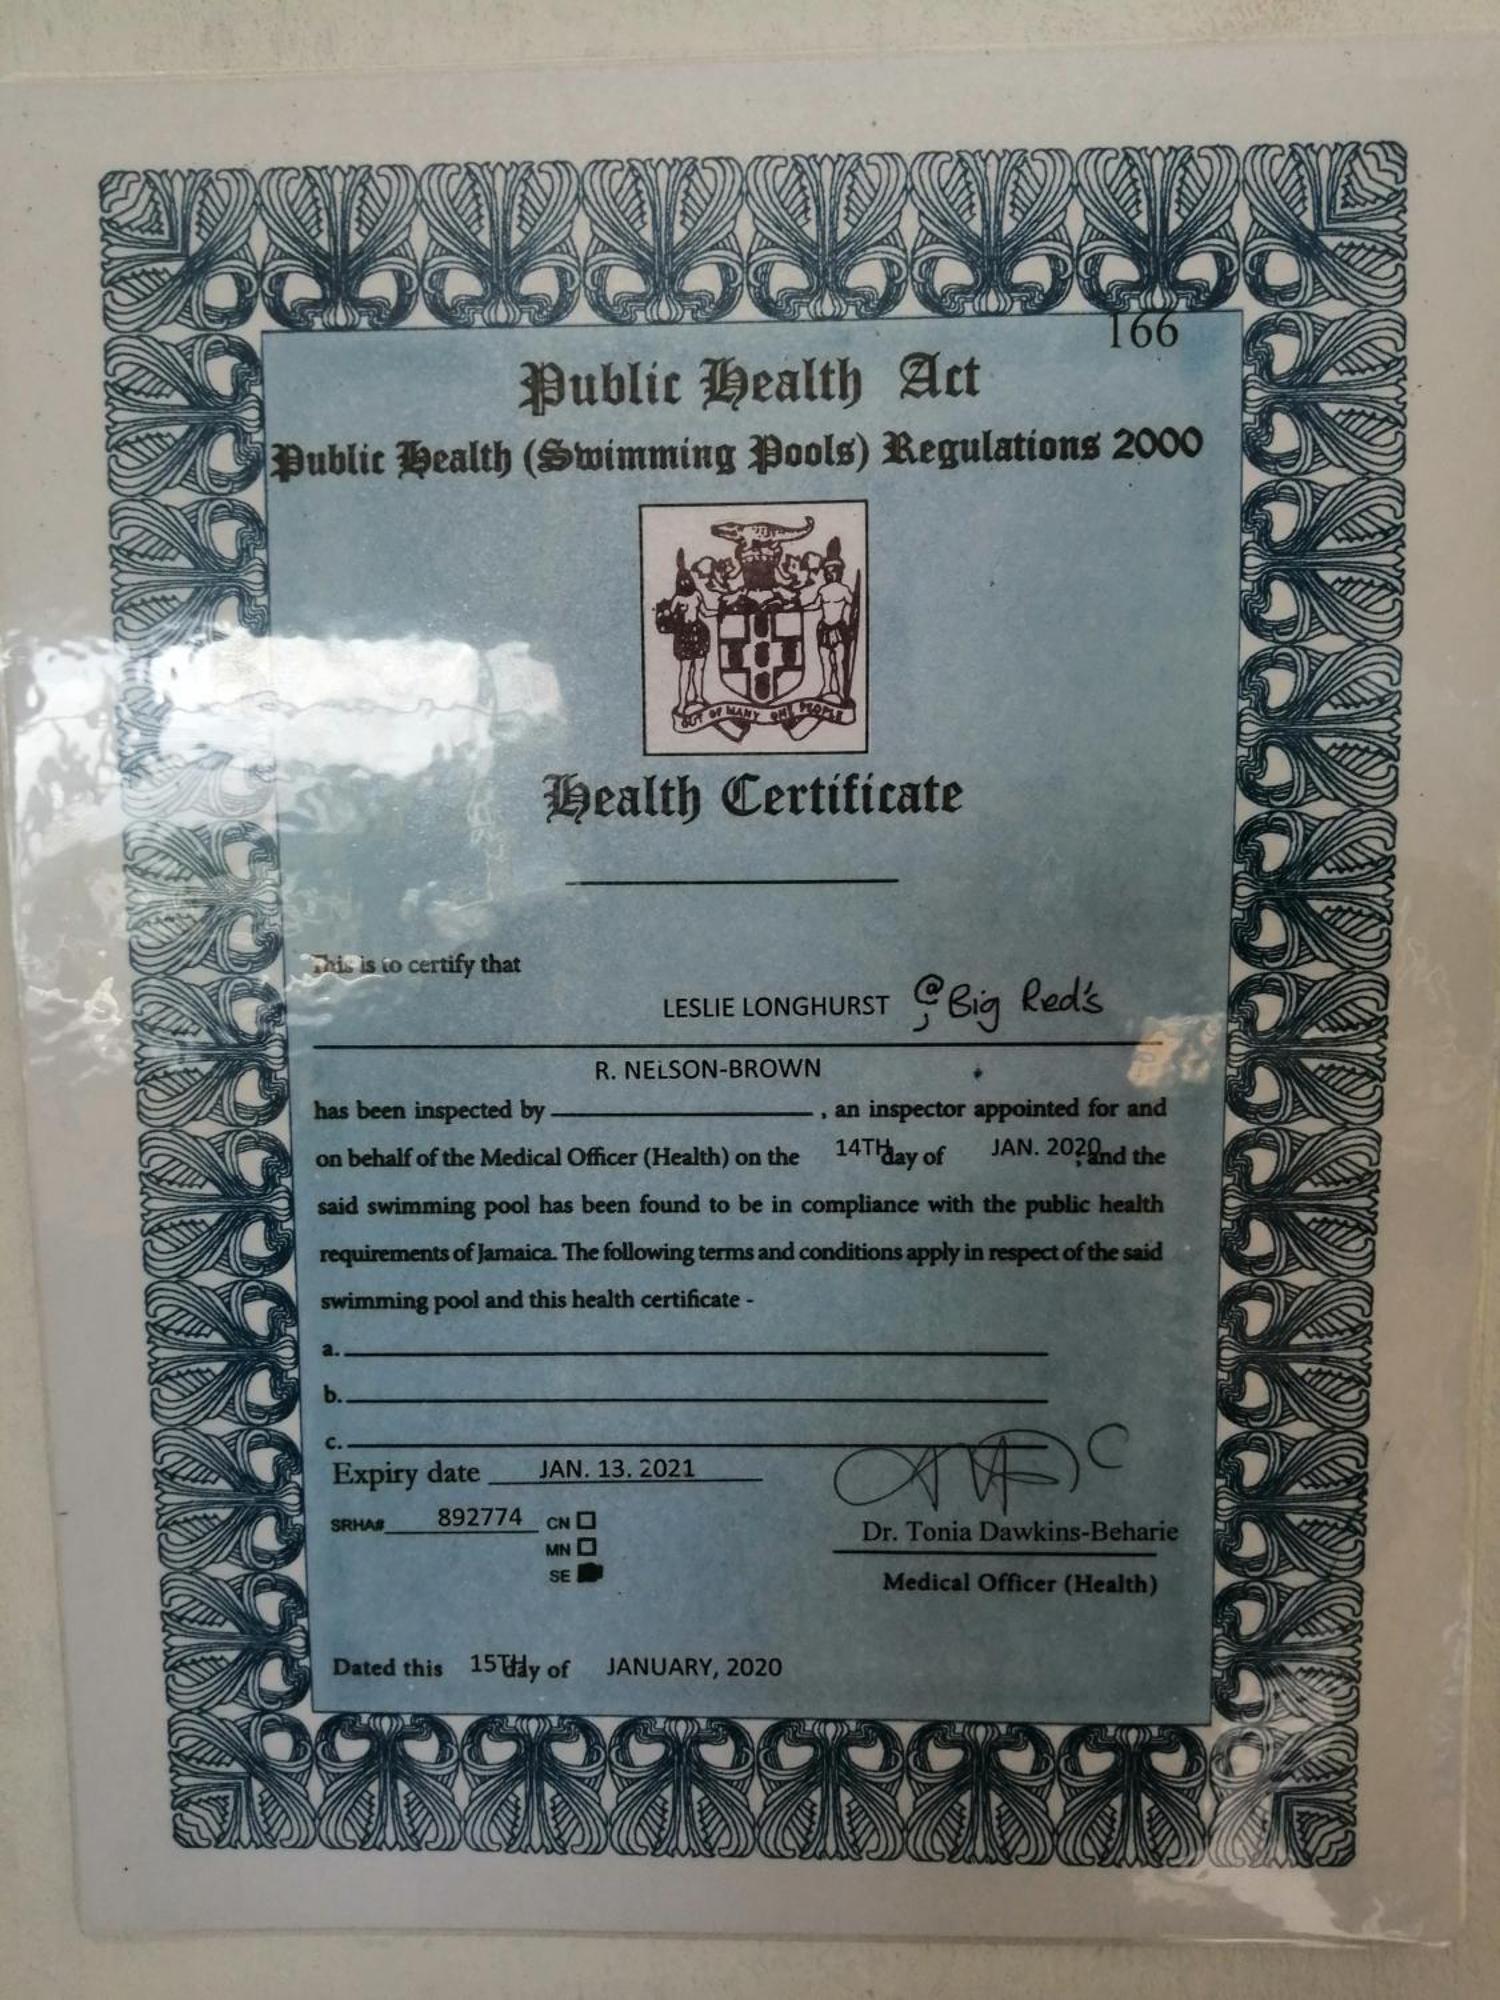 166
Public Health Act
Public Health (Swimming Pools) Regulations 2000
OUT OF MANY ONE PEOPLE
Health Certificate
This is to certify that
LESLIE LONGHURST @ Big Red's
R. NELSON-BROWN
has been inspected by , an inspector appointed for and
on behalf of the Medical Officer (Health) on the 14TH day of JAN. 2020, and the
said swimming pool has been found to be in compliance with the public health
requirements of Jamaica. The following terms and conditions apply in respect of the said
swimming pool and this health certificate -
a.
b.
c.
Expiry date JAN. 13. 2021
SRHA# 892774 CN
MN
SE
Dr. Tonia Dawkins-Beharie
Medical Officer (Health)
Dated this 15TH day of JANUARY, 2020